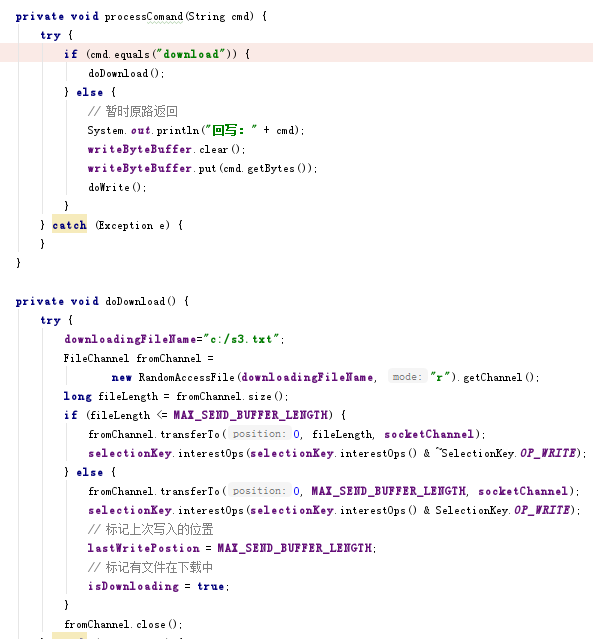 private void processComand(String cmd) {
try {
if (cmd.equals("download")) {
doDownload();
} else {
// 暂时原路返回
System.out.println("回写：" + cmd);
writeByteBuffer.clear();
writeByteBuffer.put(cmd.getBytes());
doWrite();
}
} catch (Exception e) {
}
}
private void doDownload() {
try {
downloadingFileName="c:/s3.txt";
FileChannel fromChannel =
new RandomAccessFile(downloadingFileName, mode: "r").getChannel();
long fileLength = fromChannel.size();
if (fileLength <= MAX_SEND_BUFFER_LENGTH) {
fromChannel.transferTo( position: 0, fileLength, socketChannel);
selectionKey.interestOps(selectionKey.interestOps() & ~SelectionKey.OP_WRITE);
} else {
fromChannel.transferTo( position: 0, MAX_SEND_BUFFER_LENGTH, socketChannel);
selectionKey.interestOps(selectionKey.interestOps() & SelectionKey.OP_WRITE);
// 标记上次写入的位置
lastWritePostion = MAX_SEND_BUFFER_LENGTH;
// 标记有文件在下载中
isDownloading = true;
}
fromChannel.close();